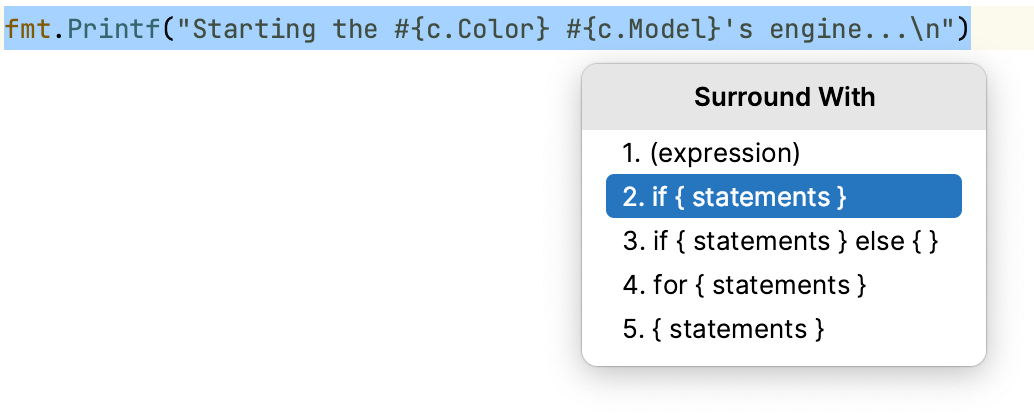 fmt.Printf("Starting the #{c.Color} #{c.Model}'s engine...\n")
Surround With
1. (expression)
2. if { statements }
3. if { statements } else { }
4. for { statements }
5. { statements }